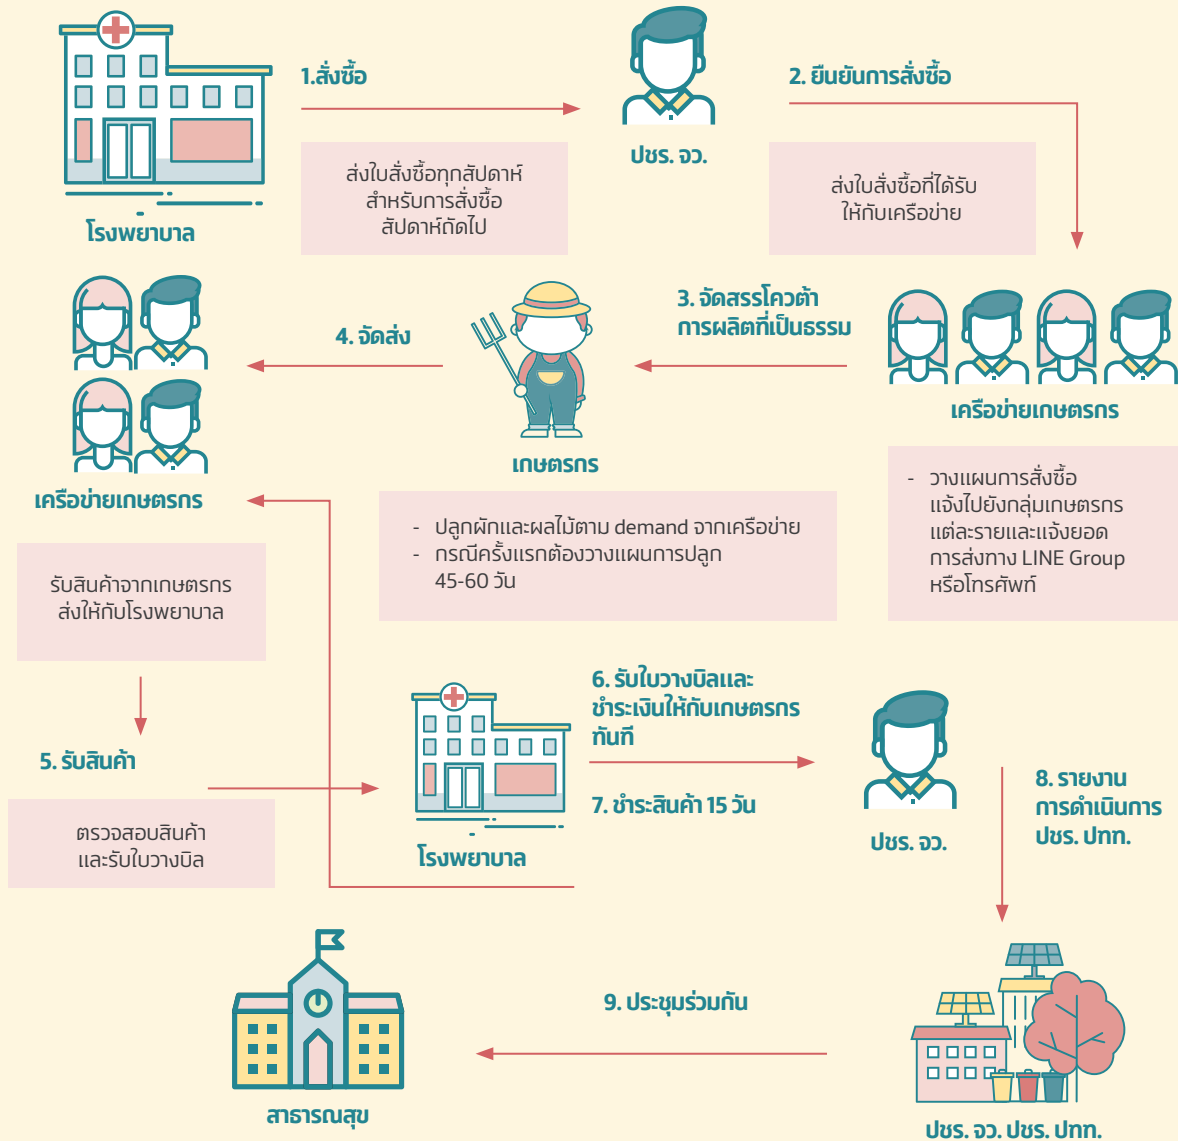 1.สั่งซื้อ
2. ยืนยันการสั่งซื้อ
ปชร. จว.
ส่งใบสั่งซื้อทุกสัปดาห์
สำหรับการสั่งซื้อ
สัปดาห์ถัดไป
ส่งใบสั่งซื้อที่ได้รับ
ให้กับเครือข่าย
โรงพยาบาล
3. จัดสรรโควต้า
การผลิตที่เป็นธรรม
4. จัดส่ง
เครือข่ายเกษตรกร
เกษตรกร
เครือข่ายเกษตรกร
- วางแผนการสั่งซื้อ
แจ้งไปยังกลุ่มเกษตรกร
แต่ละรายและแจ้งยอด
การส่งทาง LINE Group
หรือโทรศัพท์
- ปลูกผักและผลไม้ตาม demand จากเครือข่าย
- กรณีครั้งแรกต้องวางแผนการปลูก
45-60 วัน
รับสินค้าจากเกษตรกร
ส่งให้กับโรงพยาบาล
5. รับสินค้า
ตรวจสอบสินค้า
และรับใบวางบิล
โรงพยาบาล
6. รับใบวางบิลและ
ชำระเงินให้กับเกษตรกร
ทันที
7. ชำระสินค้า 15 วัน
ปชร. จว.
8. รายงาน
การดำเนินการ
ปชร. ปทท.
9. ประชุมร่วมกัน
สาธารณสุข
ปชร. จว. ปชร. ปทท.